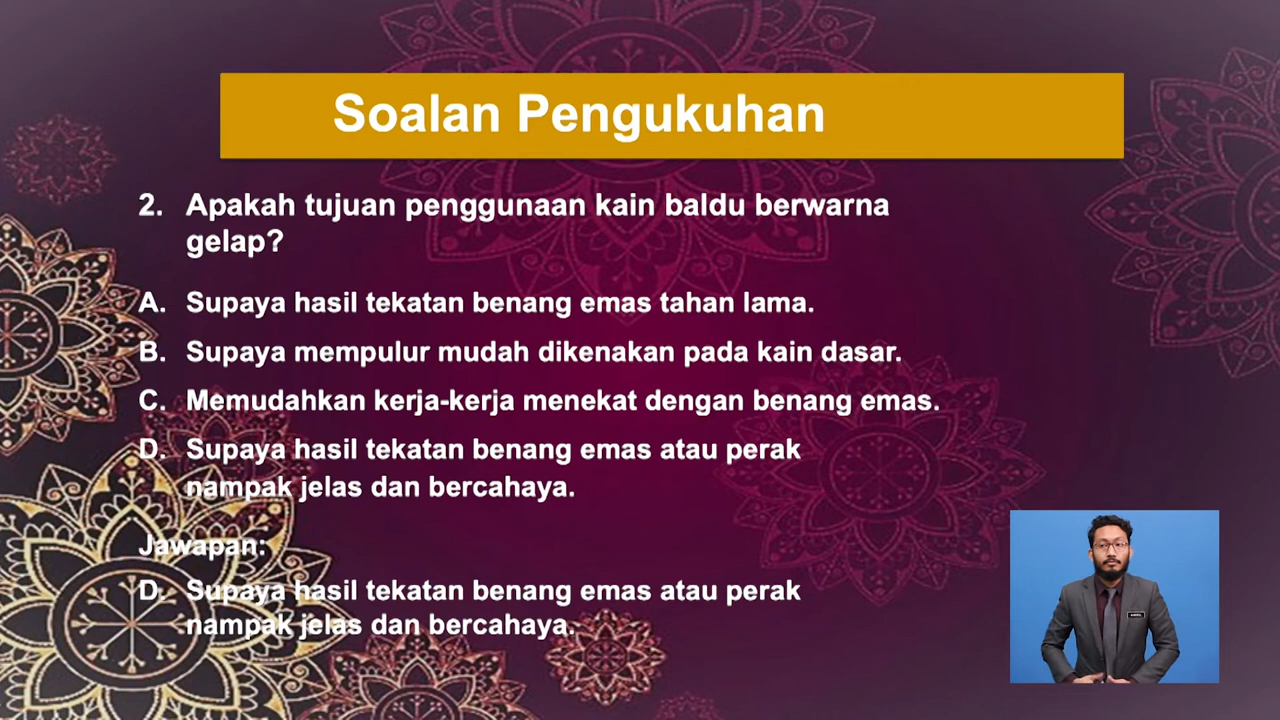 Soalan Pengukuhan
2. Apakah tujuan penggunaan kain baldu berwarna
gelap?
A. Supaya hasil tekatan benang emas tahan lama.
B. Supaya mempulur mudah dikenakan pada kain dasar.
C. Memudahkan kerja-kerja menekat dengan benang emas.
D. Supaya hasil tekatan benang emas atau perak
nampak jelas dan bercahaya.
Jawapan:
D. Supaya hasil tekatan benang emas atau perak
nampak jelas dan bercahaya.